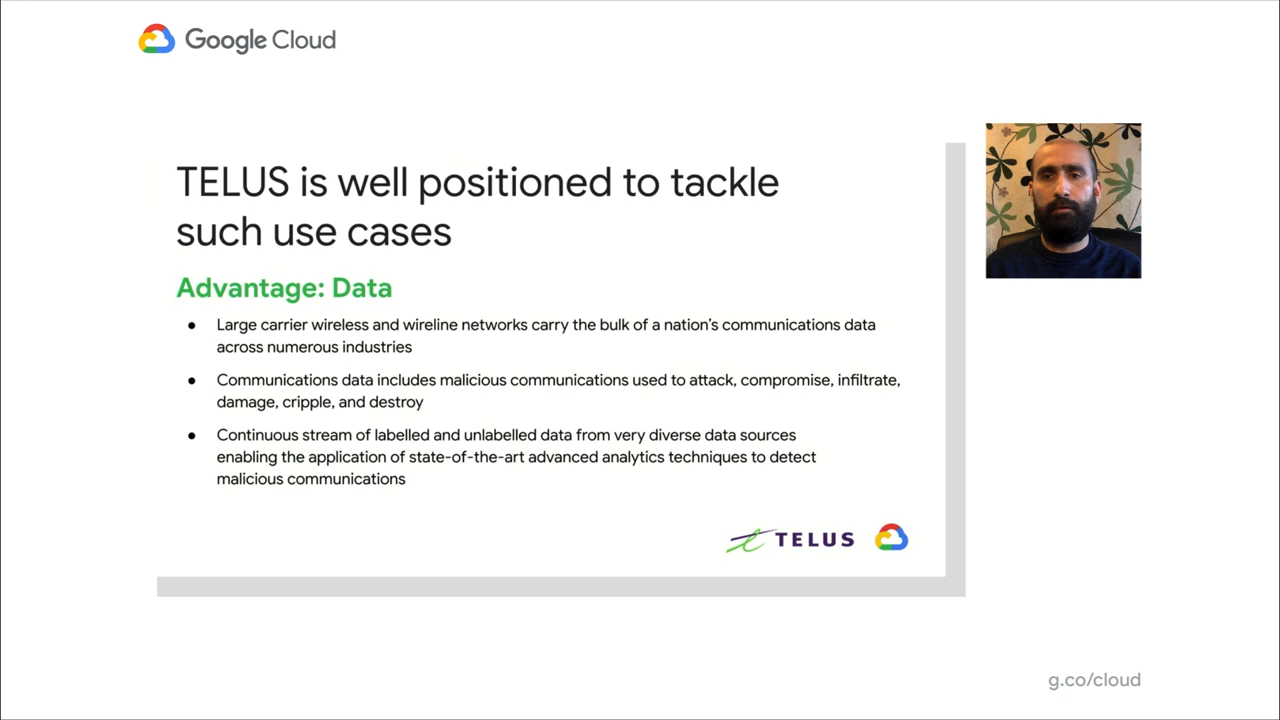 Google Cloud
TELUS is well positioned to tackle
such use cases
Advantage: Data
● Large carrier wireless and wireline networks carry the bulk of a nation's communications data
across numerous industries
● Communications data includes malicious communications used to attack, compromise, infiltrate,
damage, cripple, and destroy
● Continuous stream of labelled and unlabelled data from very diverse data sources
enabling the application of state-of-the-art advanced analytics techniques to detect
malicious communications
TELUS
g.co/cloud